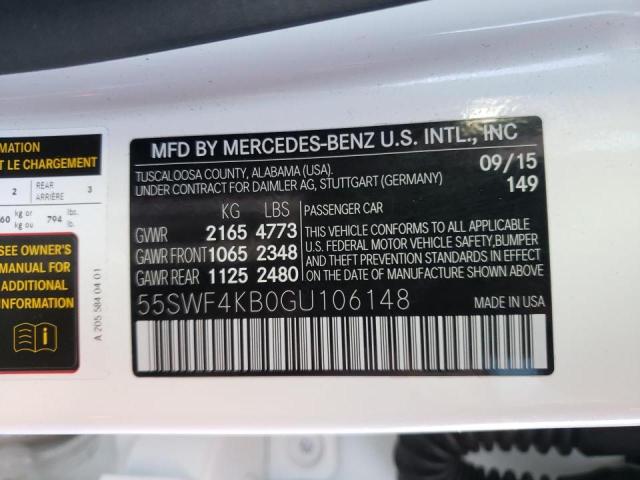 MATION
T LE CHARGEMENT
2 REAR ARRIÈRE 3
60 kg or kg ou 794 lbs. lb.
SEE OWNER'S
MANUAL FOR
ADDITIONAL
A 205 584 04 01
MFD BY MERCEDES-BENZ U.S. INTL., INC
TUSCALOOSA COUNTY, ALABAMA (USA). 09/15
UNDER CONTRACT FOR DAIMLER AG, STUTTGART (GERMANY) 149
KG LBS PASSENGER CAR
GVWR 2165 4773
GAWR FRONT 1065 2348
GAWR REAR 1125 2480
THIS VEHICLE CONFORMS TO ALL APPLICABLE
U.S. FEDERAL MOTOR VEHICLE SAFETY,BUMPER
AND THEFT PREVENTION STANDARDS IN EFFECT
ON THE DATE OF MANUFACTURE SHOWN ABOVE.
55SWF4KB0GU106148 MADE IN USA